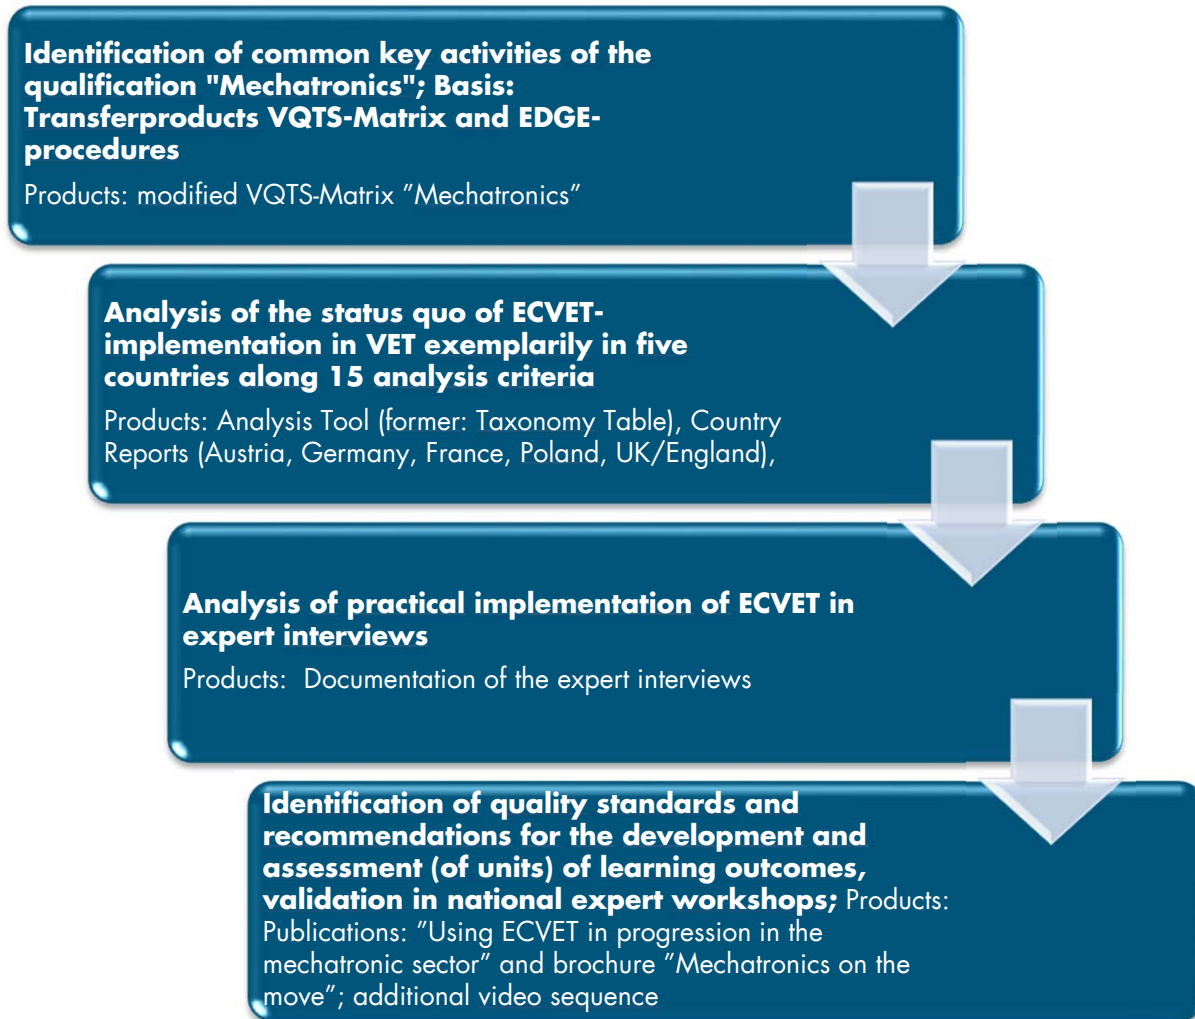 Identification of common key activities of the
qualification "Mechatronics"; Basis:
Transferproducts VQTS-Matrix and EDGE-
procedures
Products: modified VQTS-Matrix ”Mechatronics”
Analysis of the status quo of ECVET-
implementation in VET exemplarily in five
countries along 15 analysis criteria
Products: Analysis Tool (former: Taxonomy Table), Country
Reports (Austria, Germany, France, Poland, UK/England),
Analysis of practical implementation of ECVET in
expert interviews
Products:  Documentation of the expert interviews
Identification of quality standards and
recommendations for the development and
assessment (of units) of learning outcomes,
validation in national expert workshops; Products:
Publications: ”Using ECVET in progression in the
mechatronic sector” and brochure ”Mechatronics on the
move”; additional video sequence